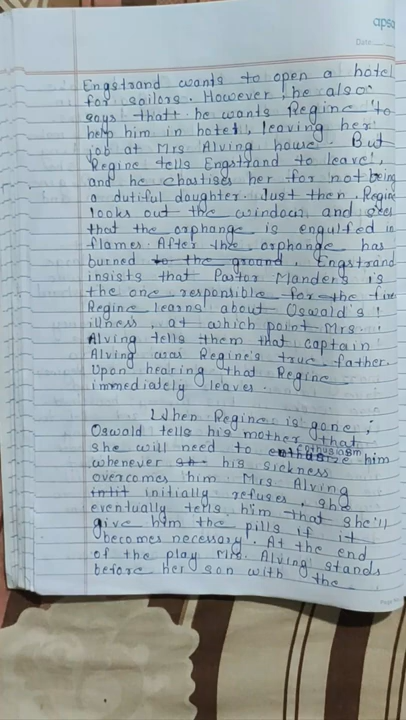 apsa
Date
Engstrand wants to open a hotel
for sailors. However, he also
says that he wants Regine to
help him in hotel, leaving her
job at Mrs Alving house. But
Regine tells Engstrand to leave,
and he chastises her for not being
a dutiful daughter. Just then, Regine
looks out the window, and sees
that the orphange is engulfed in
flames. After the orphange has
burned to the ground, Engstrand
insists that Pastor Manders is
the one responsible for the fire
Regine learns about Oswald's
illness, at which point Mrs.
Alving tells them that captain
Alving was Regine's true father.
Upon hearing that Regine
immediately leaves.
When Regine is gone,
Oswald tells his mother that
she will need to him
whenever his sickness
overcomes him. Mrs Alving
initially refuses, she
eventually tells him that she'll
give him the pills if it
becomes necessary. At the end
of the play Mrs. Alving stands
before her son with the